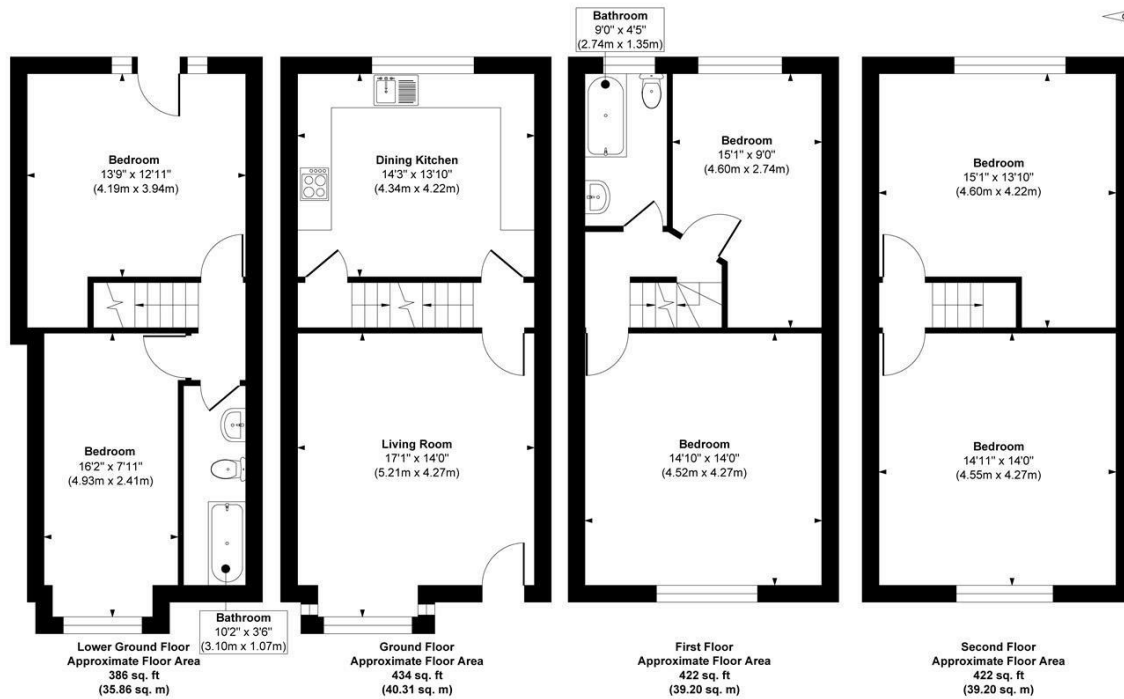 Bathroom
9'0" x 4'5"
(2.74m x 1.35m)
Bedroom
13'9" x 12'11"
(4.19m x 3.94m)
Dining Kitchen
14'3" x 13'10"
(4.34m x 4.22m)
Bedroom
15'1" x 9'0"
(4.60m x 2.74m)
Bedroom
15'1" x 13'10"
(4.60m x 4.22m)
Bedroom
16'2" x 7'11"
(4.93m x 2.41m)
Living Room
17'1" x 14'0"
(5.21m x 4.27m)
Bedroom
14'10" x 14'0"
(4.52m x 4.27m)
Bedroom
14'11" x 14'0"
(4.55m x 4.27m)
Bathroom
10'2" x 3'6"
(3.10m x 1.07m)
Lower Ground Floor
Approximate Floor Area
386 sq. ft
(35.86 sq. m)
Ground Floor
Approximate Floor Area
434 sq. ft
(40.31 sq. m)
First Floor
Approximate Floor Area
422 sq. ft
(39.20 sq. m)
Second Floor
Approximate Floor Area
422 sq. ft
(39.20 sq. m)